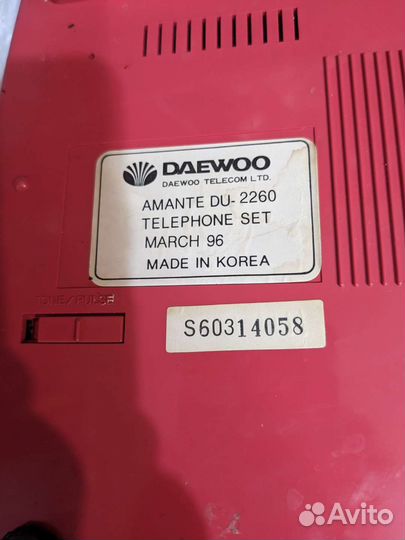 DAEWOO
DAEWOO TELECOM LTD.
AMANTE DU-2260
TELEPHONE SET
MARCH 96
MADE IN KOREA
TONE/PULSE
S60314058
Avito